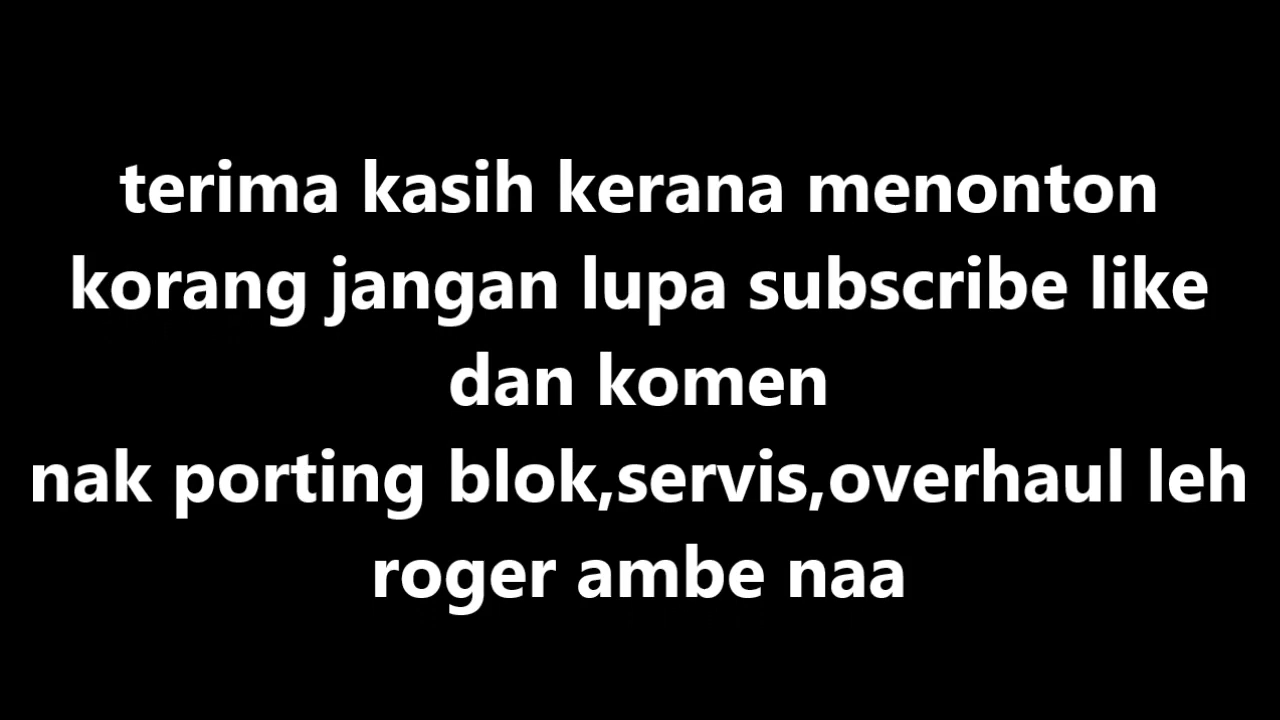 terima kasih kerana menonton
korang jangan lupa subscribe like
dan komen
nak porting blok,servis,overhaul leh
roger ambe naa